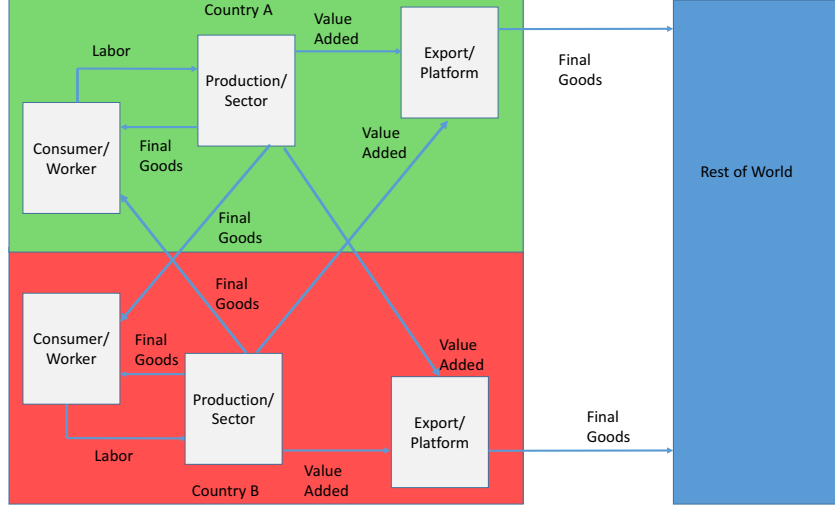 Country A
Value
Added
Export/
Platform
Final
Goods
Labor
Production/
Sector
Consumer/
Worker
Final
Goods
Value
Added
Rest of World
Final
Goods
Final
Goods
Consumer/
Worker
Final
Goods
Value
Added
Production/
Sector
Export/
Platform
Final
Goods
Labor
Value
Added
Country B